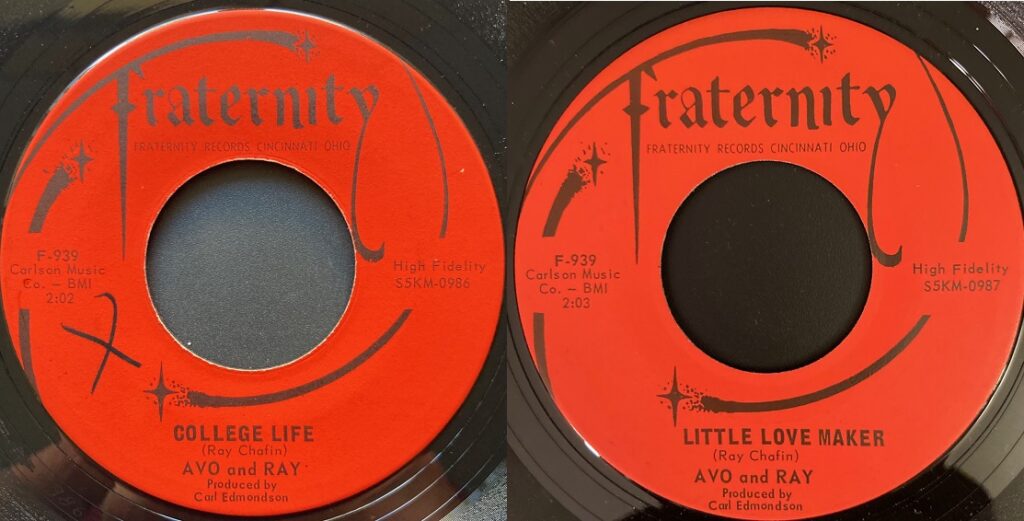 Fraternity
FRATERNITY RECORDS CINCINNATI OHIO
F-939
Carlson Music
Co. – BMI
2:02
High Fidelity
S5KM-0986
COLLEGE LIFE
(Ray Chafin)
AVO and RAY
Produced by
Carl Edmondson
Fraternity
FRATERNITY RECORDS CINCINNATI OHIO
F-939
Carlson Music
Co. – BMI
2:03
High Fidelity
S5KM-0987
LITTLE LOVE MAKER
(Ray Chafin)
AVO and RAY
Produced by
Carl Edmondson